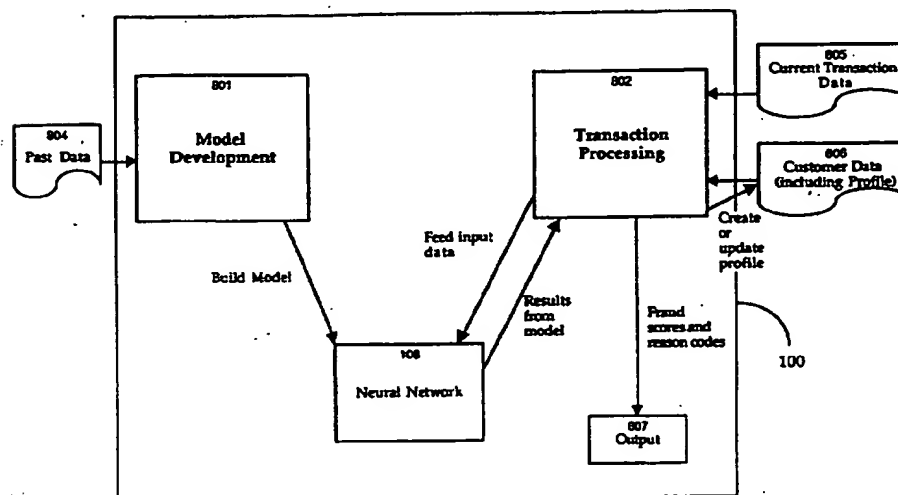 804
Past Data
801
Model
Development
802
Transaction
Processing
805
Current Transaction
Data
806
Customer Data
(including Profile)
Create
or
update
profile
Feed input
data
Build Model
Results
from
model
Fraud
scores and
reason codes
100
108
Neural Network
807
Output